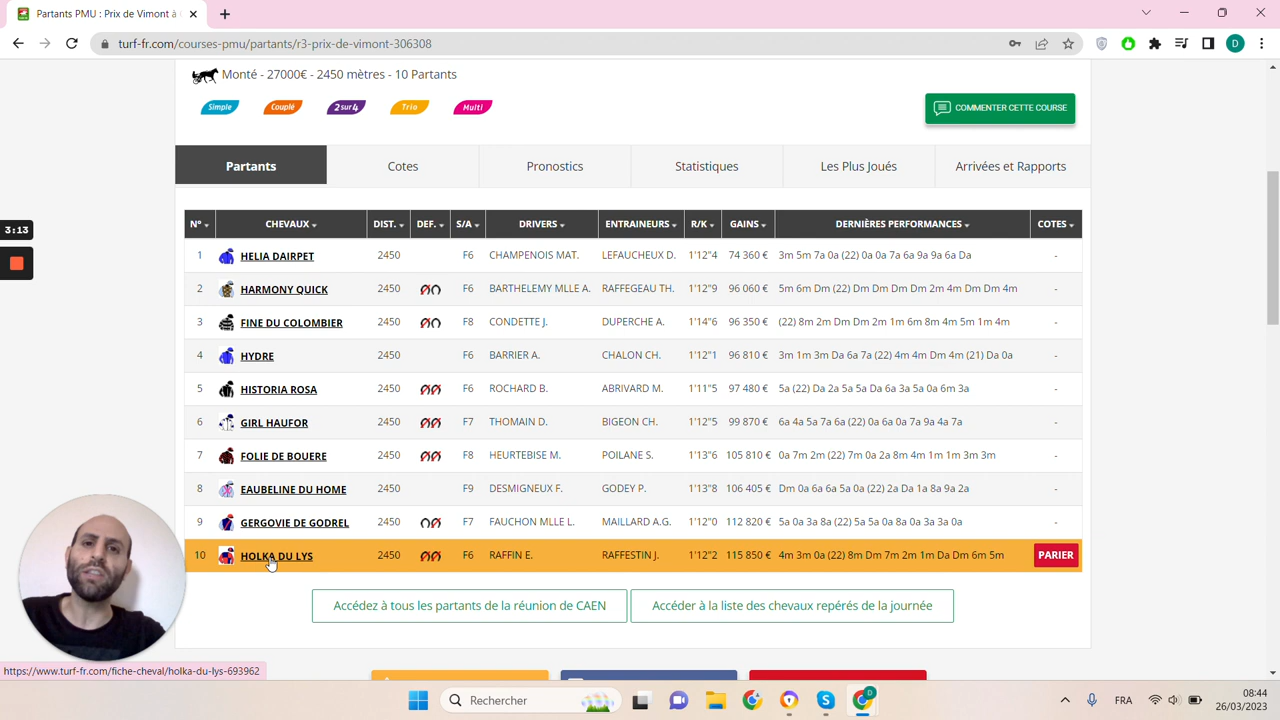 Partants PMU : Prix de Vimont à
turf-fr.com/courses-pmu/partants/r3-prix-de-vimont-306308
D
Monté - 27000€ - 2450 mètres - 10 Partants
Simple Couplé 2sur4 Trio Multi
COMMENTER CETTE COURSE
Partants Cotes Pronostics Statistiques Les Plus Joués Arrivées et Rapports
N° CHEVAUX DIST. DEF. S/A DRIVERS ENTRAINEURS R/K GAINS DERNIÈRES PERFORMANCES COTES
1 HELIA DAIRPET 2450 F6 CHAMPENOIS MAT. LEFAUCHEUX D. 1'12"4 74 360 € 3m 5m 7a 0a (22) 0a 0a 7a 6a 9a 9a 6a Da -
2 HARMONY QUICK 2450 F6 BARTHELEMY MLLE A. RAFFEGEAU TH. 1'12"9 96 060 € 5m 6m Dm (22) Dm Dm Dm Dm 2m 4m Dm Dm 4m -
3 FINE DU COLOMBIER 2450 F8 CONDETTE J. DUPERCHE A. 1'14"6 96 350 € (22) 8m 2m Dm Dm 2m 1m 6m 8m 4m 5m 1m 4m -
4 HYDRE 2450 F6 BARRIER A. CHALON CH. 1'12"1 96 810 € 3m 1m 3m Da 6a 7a (22) 4m 4m Dm 4m (21) Da 0a -
5 HISTORIA ROSA 2450 F6 ROCHARD B. ABRIVARD M. 1'11"5 97 480 € 5a (22) Da 2a 5a 5a Da 6a 3a 5a 0a 6m 3a -
6 GIRL HAUFOR 2450 F7 THOMAIN D. BIGEON CH. 1'12"1 99 870 € 6a 4a 5a 7a 6a (22) 0a 6a 0a 7a 9a 4a 7a -
7 FOLIE DE BOUERE 2450 F8 HEURTEBISE M. POILANE S. 1'13"6 105 810 € 0a 7m 2m (22) 7m 0a 2a 8m 4m 1m 1m 3m 3m -
8 EAUBELINE DU HOME 2450 F9 DESMIGNEUX F. GODEY P. 1'13"8 106 405 € Dm 0a 6a 6a 5a 0a (22) 2a Da 1a 8a 9a 2a -
9 GERGOVIE DE GODREL 2450 F7 FAUCHON MLLE L. MAILLARD A.G. 1'12"0 112 820 € 5a 0a 3a 8a (22) 5a 5a 0a 8a 0a 3a 3a 0a -
10 HOLKA DU LYS 2450 F6 RAFFIN E. RAFFESTIN J. 1'12"2 115 850 € 4m 3m 0a (22) 8m Dm 7m 2m 1m Da Dm 6m 5m PARIER
3:13
Accédez à tous les partants de la réunion de CAEN Accéder à la liste des chevaux repérés de la journée
https://www.turf-fr.com/fiche-cheval/holka-du-lys-693962
Rechercher
D
FRA
08:44
26/03/2023